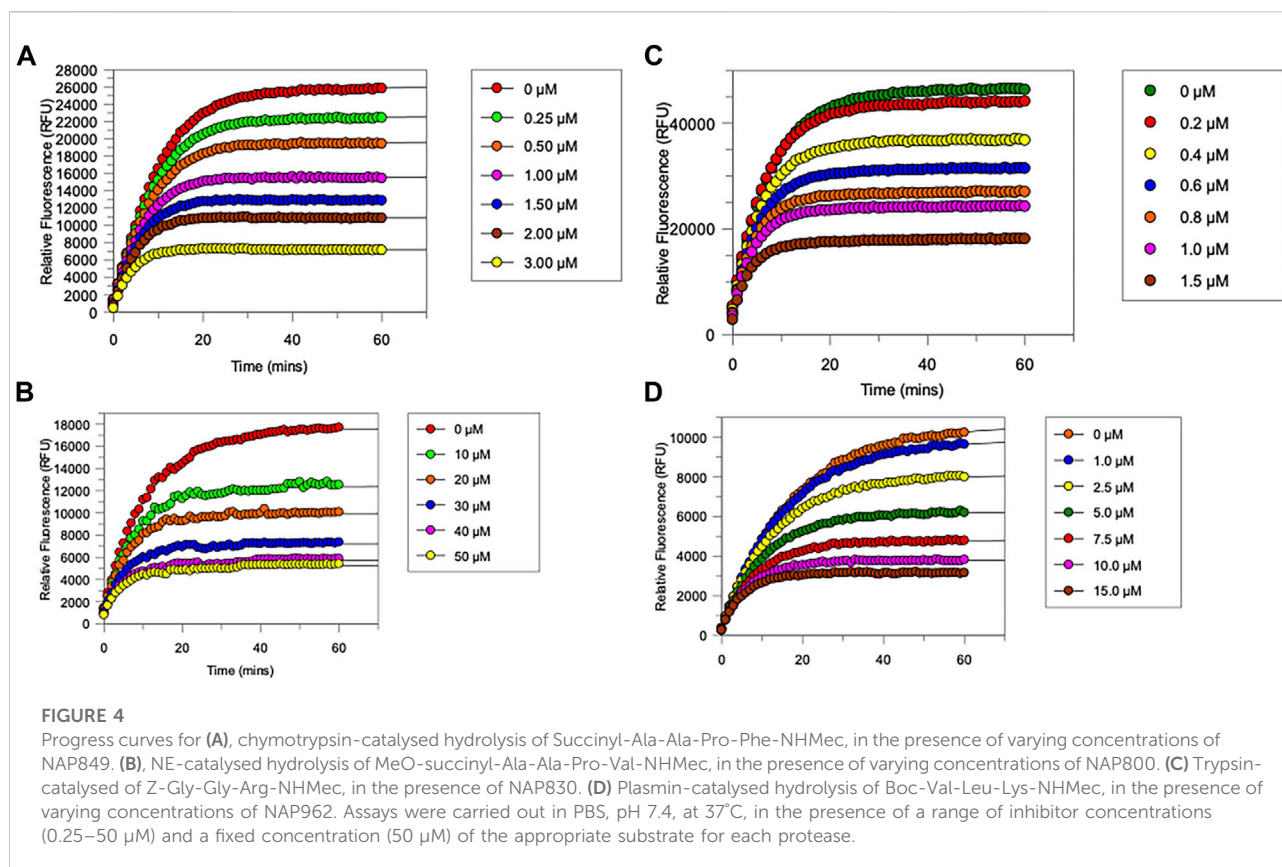 A
Relative Fluorescence (RFU)
28000
26000
24000
22000
20000
18000
16000
14000
12000
10000
8000
6000
4000
2000
0
0 20 40 60
Time (mins)
0 µM
0.25 µM
0.50 µM
1.00 µM
1.50 µM
2.00 µM
3.00 µM
B
Relative Fluorescence (RFU)
18000
16000
14000
12000
10000
8000
6000
4000
2000
0
0 20 40 60
Time (mins)
0 µM
10 µM
20 µM
30 µM
40 µM
50 µM
C
Relative Fluorescence (RFU)
40000
20000
0
0 20 40 60
Time (mins)
0 µM
0.2 µM
0.4 µM
0.6 µM
0.8 µM
1.0 µM
1.5 µM
D
Relative Fluorescence (RFU)
10000
8000
6000
4000
2000
0
0 20 40 60
Time (mins)
0 µM
1.0 µM
2.5 µM
5.0 µM
7.5 µM
10.0 µM
15.0 µM
FIGURE 4
Progress curves for (A), chymotrypsin-catalysed hydrolysis of Succinyl-Ala-Ala-Pro-Phe-NHMec, in the presence of varying concentrations of
NAP849. (B), NE-catalysed hydrolysis of MeO-succinyl-Ala-Ala-Pro-Val-NHMec, in the presence of varying concentrations of NAP800. (C) Trypsin-
catalysed of Z-Gly-Gly-Arg-NHMec, in the presence of NAP830. (D) Plasmin-catalysed hydrolysis of Boc-Val-Leu-Lys-NHMec, in the presence of
varying concentrations of NAP962. Assays were carried out in PBS, pH 7.4, at 37°C, in the presence of a range of inhibitor concentrations
(0.25–50 µM) and a fixed concentration (50 µM) of the appropriate substrate for each protease.